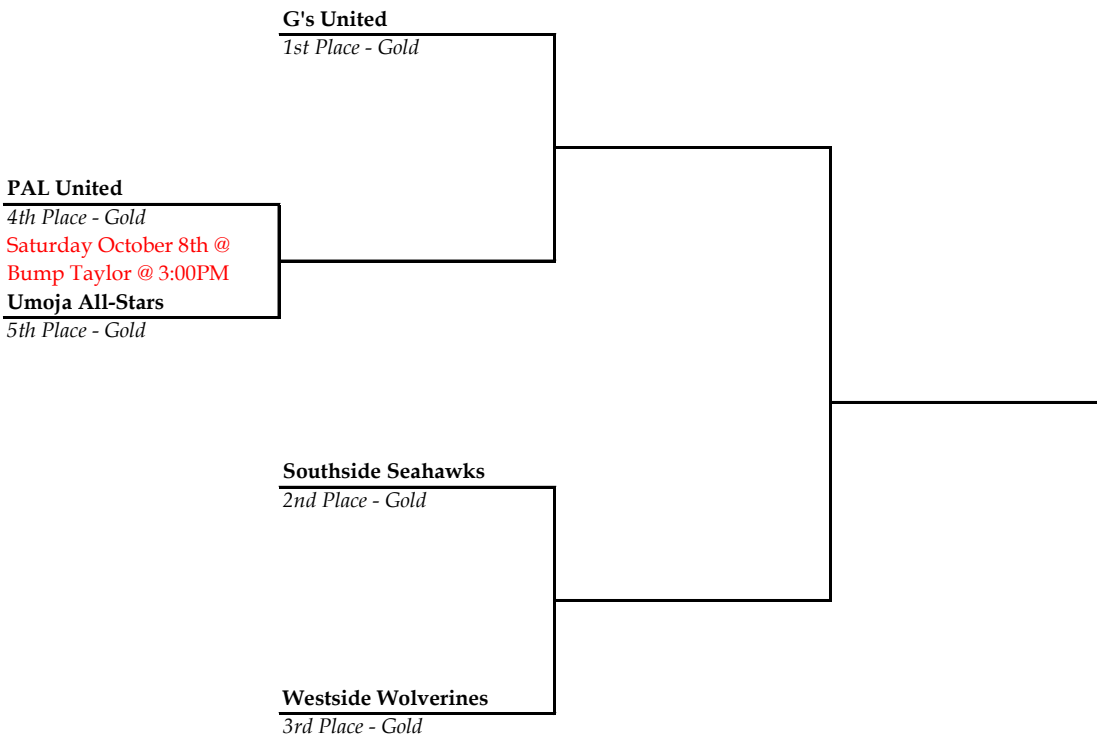 G's United
1st Place - Gold
PAL United
4th Place - Gold
Saturday October 8th @
Bump Taylor @ 3:00PM
Umoja All-Stars
5th Place - Gold
Southside Seahawks
2nd Place - Gold
Westside Wolverines
3rd Place - Gold